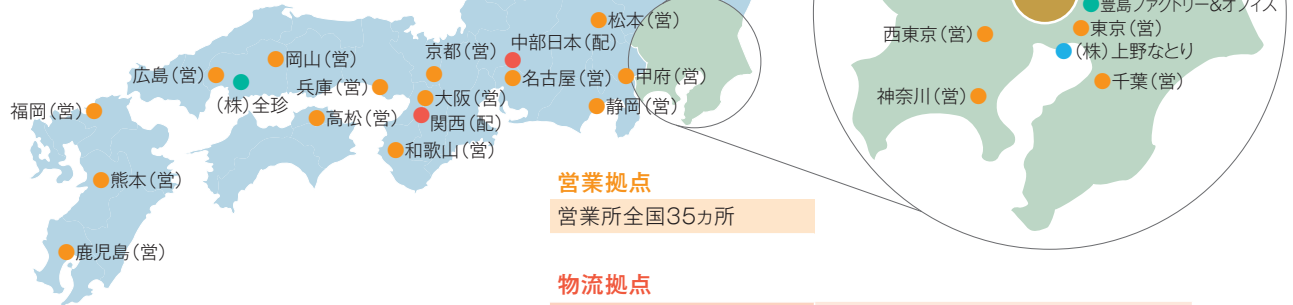 松本(営)
中部日本(配)
京都(営)
岡山(営)
広島(営)
兵庫(営)
名古屋(営)
甲府(営)
大阪(営)
(株)全珍
福岡(営)
高松(営)
関西(配)
静岡(営)
和歌山(営)
熊本(営)
鹿児島(営)
豊島ファクトリー&オフィス
西東京(営)
東京(営)
(株)上野なとり
千葉(営)
神奈川(営)
営業拠点
営業所全国35ヵ所
物流拠点